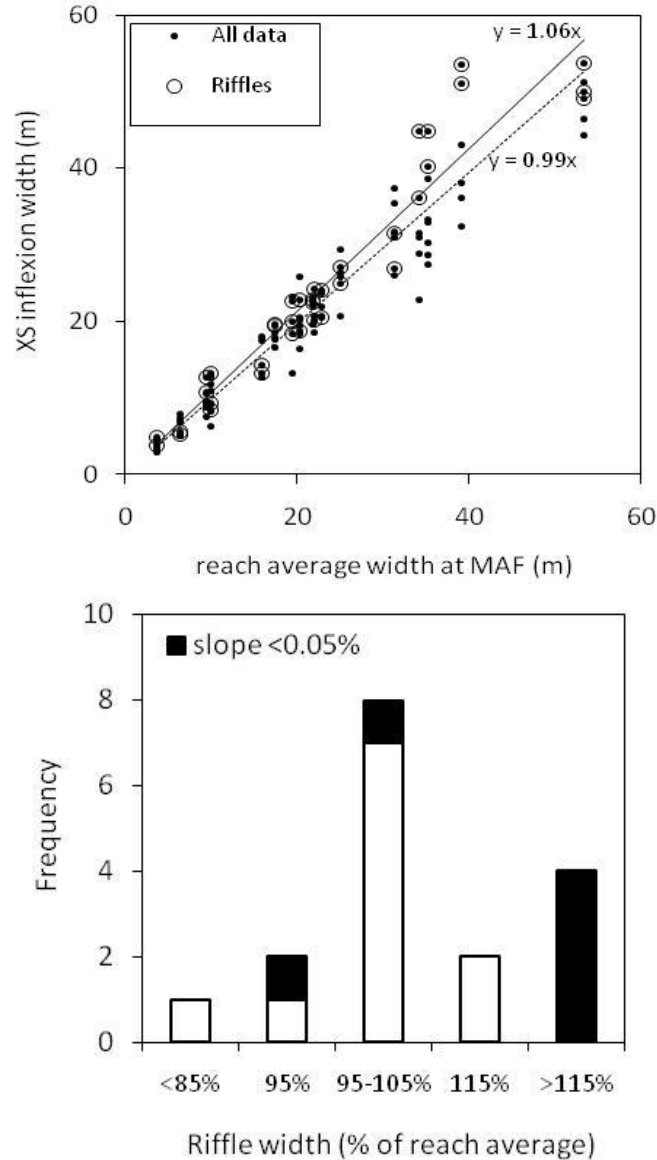 60
All data
Riffles
y = 1.06x
y = 0.99x
40
20
0
XS inflexion width (m)
0 20 40 60
reach average width at MAF (m)
10
slope <0.05%
8
6
4
2
0
Frequency
<85% 95% 95-105% 115% >115%
Riffle width (% of reach average)